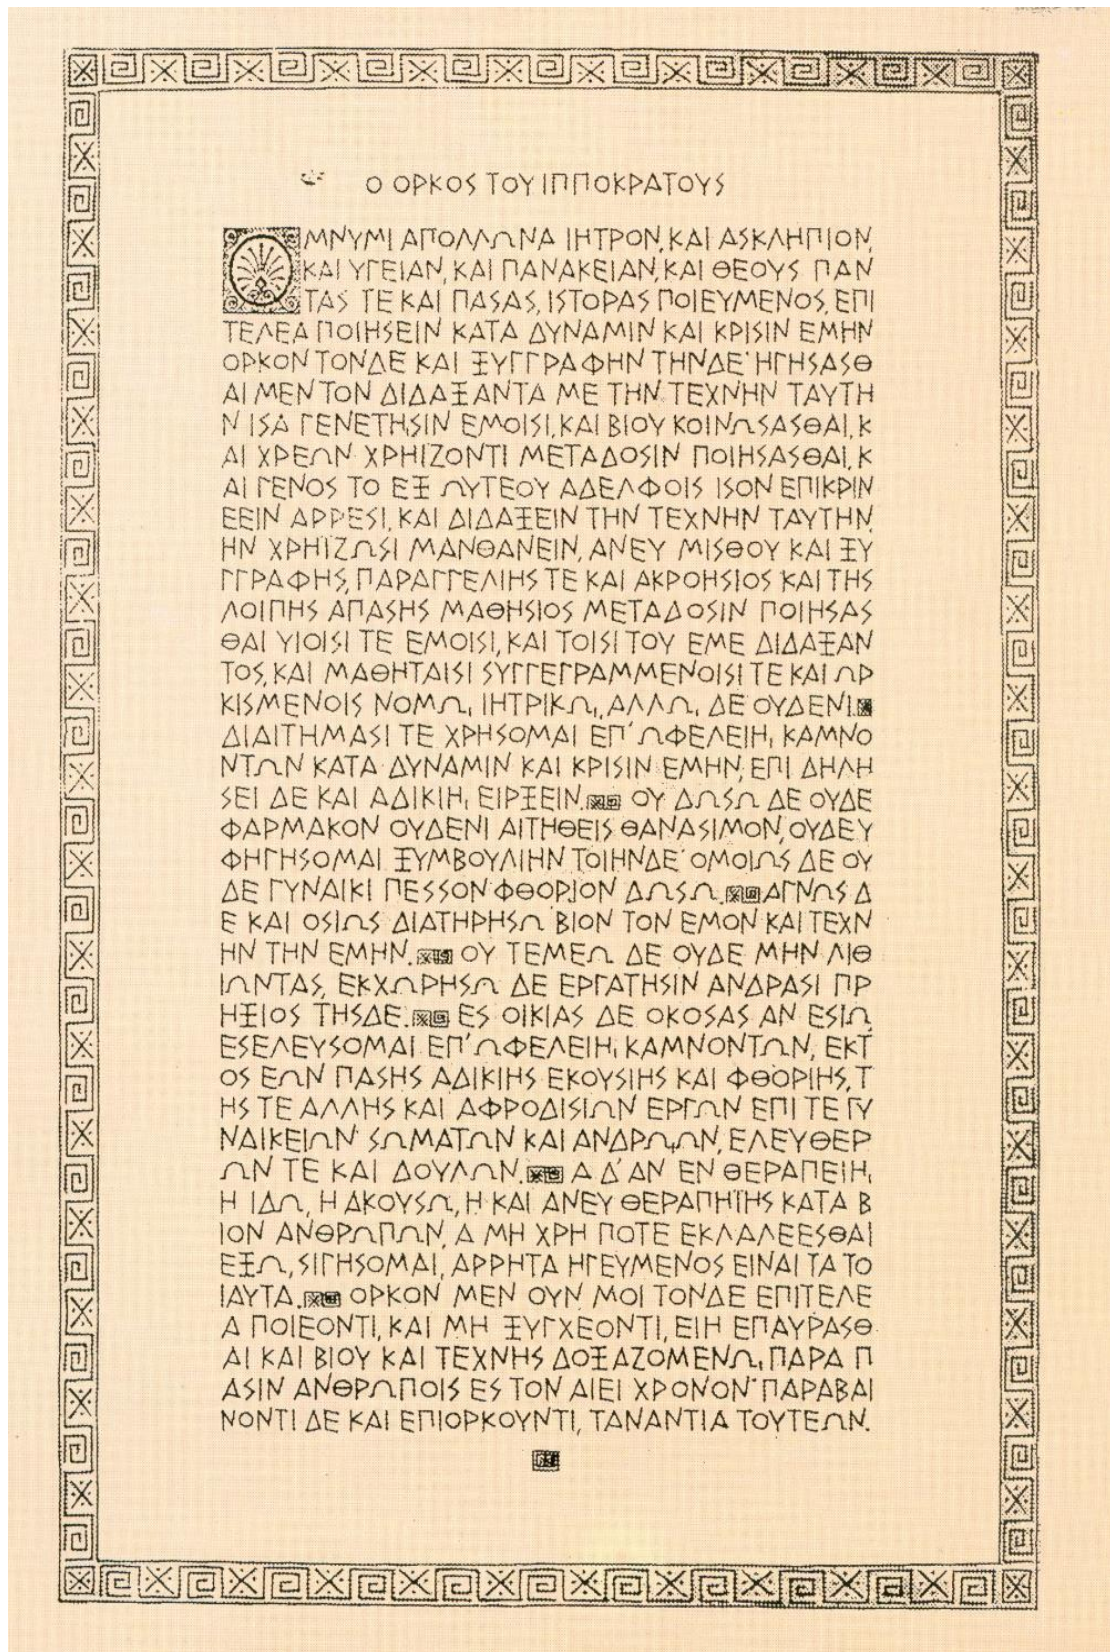 Ο ΟΡΚΟΣ ΤΟΥ ΙΠΠΟΚΡΑΤΟΥΣ
ΟΜΝΥΜΙ ΑΠΟΛΛΩΝΑ ΙΗΤΡΟΝ, ΚΑΙ ΑΣΚΛΗΠΙΟΝ,
ΚΑΙ ΥΓΕΙΑΝ, ΚΑΙ ΠΑΝΑΚΕΙΑΝ, ΚΑΙ ΘΕΟΥΣ ΠΑΝ
ΤΑΣ ΤΕ ΚΑΙ ΠΑΣΑΣ, ΙΣΤΟΡΑΣ ΠΟΙΕΥΜΕΝΟΣ, ΕΠΙ
ΤΕΛΕΑ ΠΟΙΗΣΕΙΝ ΚΑΤΑ ΔΥΝΑΜΙΝ ΚΑΙ ΚΡΙΣΙΝ ΕΜΗΝ
ΟΡΚΟΝ ΤΟΝΔΕ ΚΑΙ ΞΥΓΓΡΑΦΗΝ ΤΗΝΔΕ· ΗΓΗΣΑΣΘ
ΑΙ ΜΕΝ ΤΟΝ ΔΙΔΑΞΑΝΤΑ ΜΕ ΤΗΝ ΤΕΧΝΗΝ ΤΑΥΤΗ
Ν ΙΣΑ ΓΕΝΕΤΗΣΙΝ ΕΜΟΙΣΙ, ΚΑΙ ΒΙΟΥ ΚΟΙΝΩΣΑΣΘΑΙ, Κ
ΑΙ ΧΡΕΩΝ ΧΡΗΙΖΟΝΤΙ ΜΕΤΑΔΟΣΙΝ ΠΟΙΗΣΑΣΘΑΙ, Κ
ΑΙ ΓΕΝΟΣ ΤΟ ΕΞ ΩΥΤΕΟΥ ΑΔΕΛΦΟΙΣ ΙΣΟΝ ΕΠΙΚΡΙΝ
ΕΕΙΝ ΑΡΡΕΣΙ, ΚΑΙ ΔΙΔΑΞΕΙΝ ΤΗΝ ΤΕΧΝΗΝ ΤΑΥΤΗΝ,
ΗΝ ΧΡΗΙΖΩΣΙ ΜΑΝΘΑΝΕΙΝ, ΑΝΕΥ ΜΙΣΘΟΥ ΚΑΙ ΞΥ
ΓΓΡΑΦΗΣ, ΠΑΡΑΓΓΕΛΙΗΣ ΤΕ ΚΑΙ ΑΚΡΟΗΣΙΟΣ ΚΑΙ ΤΗΣ
ΛΟΙΠΗΣ ΑΠΑΣΗΣ ΜΑΘΗΣΙΟΣ ΜΕΤΑΔΟΣΙΝ ΠΟΙΗΣΑΣ
ΘΑΙ ΥΙΟΙΣΙ ΤΕ ΕΜΟΙΣΙ, ΚΑΙ ΤΟΙΣΙ ΤΟΥ ΕΜΕ ΔΙΔΑΞΑΝ
ΤΟΣ, ΚΑΙ ΜΑΘΗΤΑΙΣΙ ΣΥΓΓΕΓΡΑΜΜΕΝΟΙΣΙ ΤΕ ΚΑΙ ΩΡ
ΚΙΣΜΕΝΟΙΣ ΝΟΜΩι ΙΗΤΡΙΚΩι, ΑΛΛΩι ΔΕ ΟΥΔΕΝΙ.
ΔΙΑΙΤΗΜΑΣΙ ΤΕ ΧΡΗΣΟΜΑΙ ΕΠ' ΩΦΕΛΕΙΗι ΚΑΜΝΟ
ΝΤΩΝ ΚΑΤΑ ΔΥΝΑΜΙΝ ΚΑΙ ΚΡΙΣΙΝ ΕΜΗΝ, ΕΠΙ ΔΗΛΗ
ΣΕΙ ΔΕ ΚΑΙ ΑΔΙΚΙΗι ΕΙΡΞΕΙΝ. ΟΥ ΔΩΣΩ ΔΕ ΟΥΔΕ
ΦΑΡΜΑΚΟΝ ΟΥΔΕΝΙ ΑΙΤΗΘΕΙΣ ΘΑΝΑΣΙΜΟΝ, ΟΥΔΕ Υ
ΦΗΓΗΣΟΜΑΙ ΞΥΜΒΟΥΛΙΗΝ ΤΟΙΗΝΔΕ· ΟΜΟΙΩΣ ΔΕ ΟΥ
ΔΕ ΓΥΝΑΙΚΙ ΠΕΣΣΟΝ ΦΘΟΡΙΟΝ ΔΩΣΩ. ΑΓΝΩΣ Δ
Ε ΚΑΙ ΟΣΙΩΣ ΔΙΑΤΗΡΗΣΩ ΒΙΟΝ ΤΟΝ ΕΜΟΝ ΚΑΙ ΤΕΧΝ
ΗΝ ΤΗΝ ΕΜΗΝ. ΟΥ ΤΕΜΕΩ ΔΕ ΟΥΔΕ ΜΗΝ ΛΙΘ
ΙΩΝΤΑΣ, ΕΚΧΩΡΗΣΩ ΔΕ ΕΡΓΑΤΗΣΙΝ ΑΝΔΡΑΣΙ ΠΡ
ΗΞΙΟΣ ΤΗΣΔΕ. ΕΣ ΟΙΚΙΑΣ ΔΕ ΟΚΟΣΑΣ ΑΝ ΕΣΙΩ,
ΕΣΕΛΕΥΣΟΜΑΙ ΕΠ' ΩΦΕΛΕΙΗι ΚΑΜΝΟΝΤΩΝ, ΕΚΤ
ΟΣ ΕΩΝ ΠΑΣΗΣ ΑΔΙΚΙΗΣ ΕΚΟΥΣΙΗΣ ΚΑΙ ΦΘΟΡΙΗΣ, Τ
ΗΣ ΤΕ ΑΛΛΗΣ ΚΑΙ ΑΦΡΟΔΙΣΙΩΝ ΕΡΓΩΝ ΕΠΙ ΤΕ ΓΥ
ΝΑΙΚΕΙΩΝ ΣΩΜΑΤΩΝ ΚΑΙ ΑΝΔΡΩιΩΝ, ΕΛΕΥΘΕΡ
ΩΝ ΤΕ ΚΑΙ ΔΟΥΛΩΝ. Α Δ' ΑΝ ΕΝ ΘΕΡΑΠΕΙΗι
Η ΙΔΩ, Η ΑΚΟΥΣΩ, Η ΚΑΙ ΑΝΕΥ ΘΕΡΑΠΗΪΗΣ ΚΑΤΑ Β
ΙΟΝ ΑΝΘΡΩΠΩΝ, Α ΜΗ ΧΡΗ ΠΟΤΕ ΕΚΛΑΛΕΕΣΘΑΙ
ΕΞΩ, ΣΙΓΗΣΟΜΑΙ, ΑΡΡΗΤΑ ΗΓΕΥΜΕΝΟΣ ΕΙΝΑΙ ΤΑ ΤΟ
ΙΑΥΤΑ. ΟΡΚΟΝ ΜΕΝ ΟΥΝ ΜΟΙ ΤΟΝΔΕ ΕΠΙΤΕΛΕ
Α ΠΟΙΕΟΝΤΙ, ΚΑΙ ΜΗ ΞΥΓΧΕΟΝΤΙ, ΕΙΗ ΕΠΑΥΡΑΣΘ
ΑΙ ΚΑΙ ΒΙΟΥ ΚΑΙ ΤΕΧΝΗΣ ΔΟΞΑΖΟΜΕΝΩι ΠΑΡΑ Π
ΑΣΙΝ ΑΝΘΡΩΠΟΙΣ ΕΣ ΤΟΝ ΑΙΕΙ ΧΡΟΝΟΝ· ΠΑΡΑΒΑΙ
ΝΟΝΤΙ ΔΕ ΚΑΙ ΕΠΙΟΡΚΟΥΝΤΙ, ΤΑΝΑΝΤΙΑ ΤΟΥΤΕΩΝ.